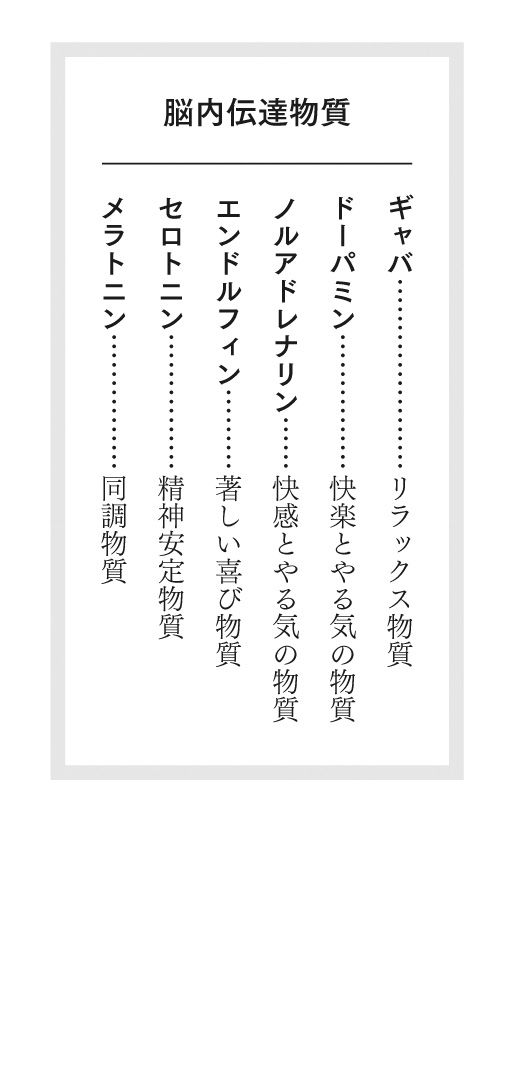 脳内伝達物質
ギャバ……………………リラックス物質
ドーパミン………………快楽とやる気の物質
ノルアドレナリン……快感とやる気の物質
エンドルフィン………著しい喜び物質
セロトニン………………精神安定物質
メラトニン………………同調物質